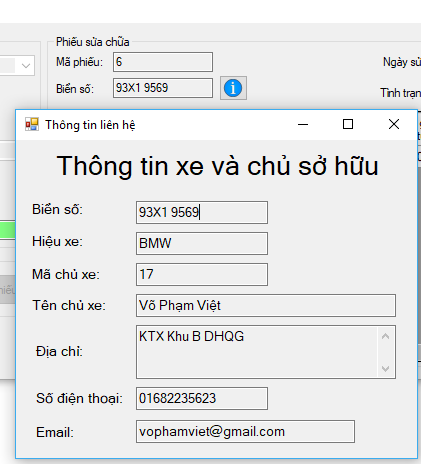 Phiếu sửa chữa
Mã phiếu: 6
Ngày sử
Biển số: 93X1 9569
Tình trạn
Thông tin liên hệ
Thông tin xe và chủ sở hữu
Biển số: 93X1 9569
Hiệu xe: BMW
Mã chủ xe: 17
Tên chủ xe: Võ Phạm Việt
Địa chỉ: KTX Khu B DHQG
Số điện thoại: 01682235623
Email: vophamviet@gmail.com